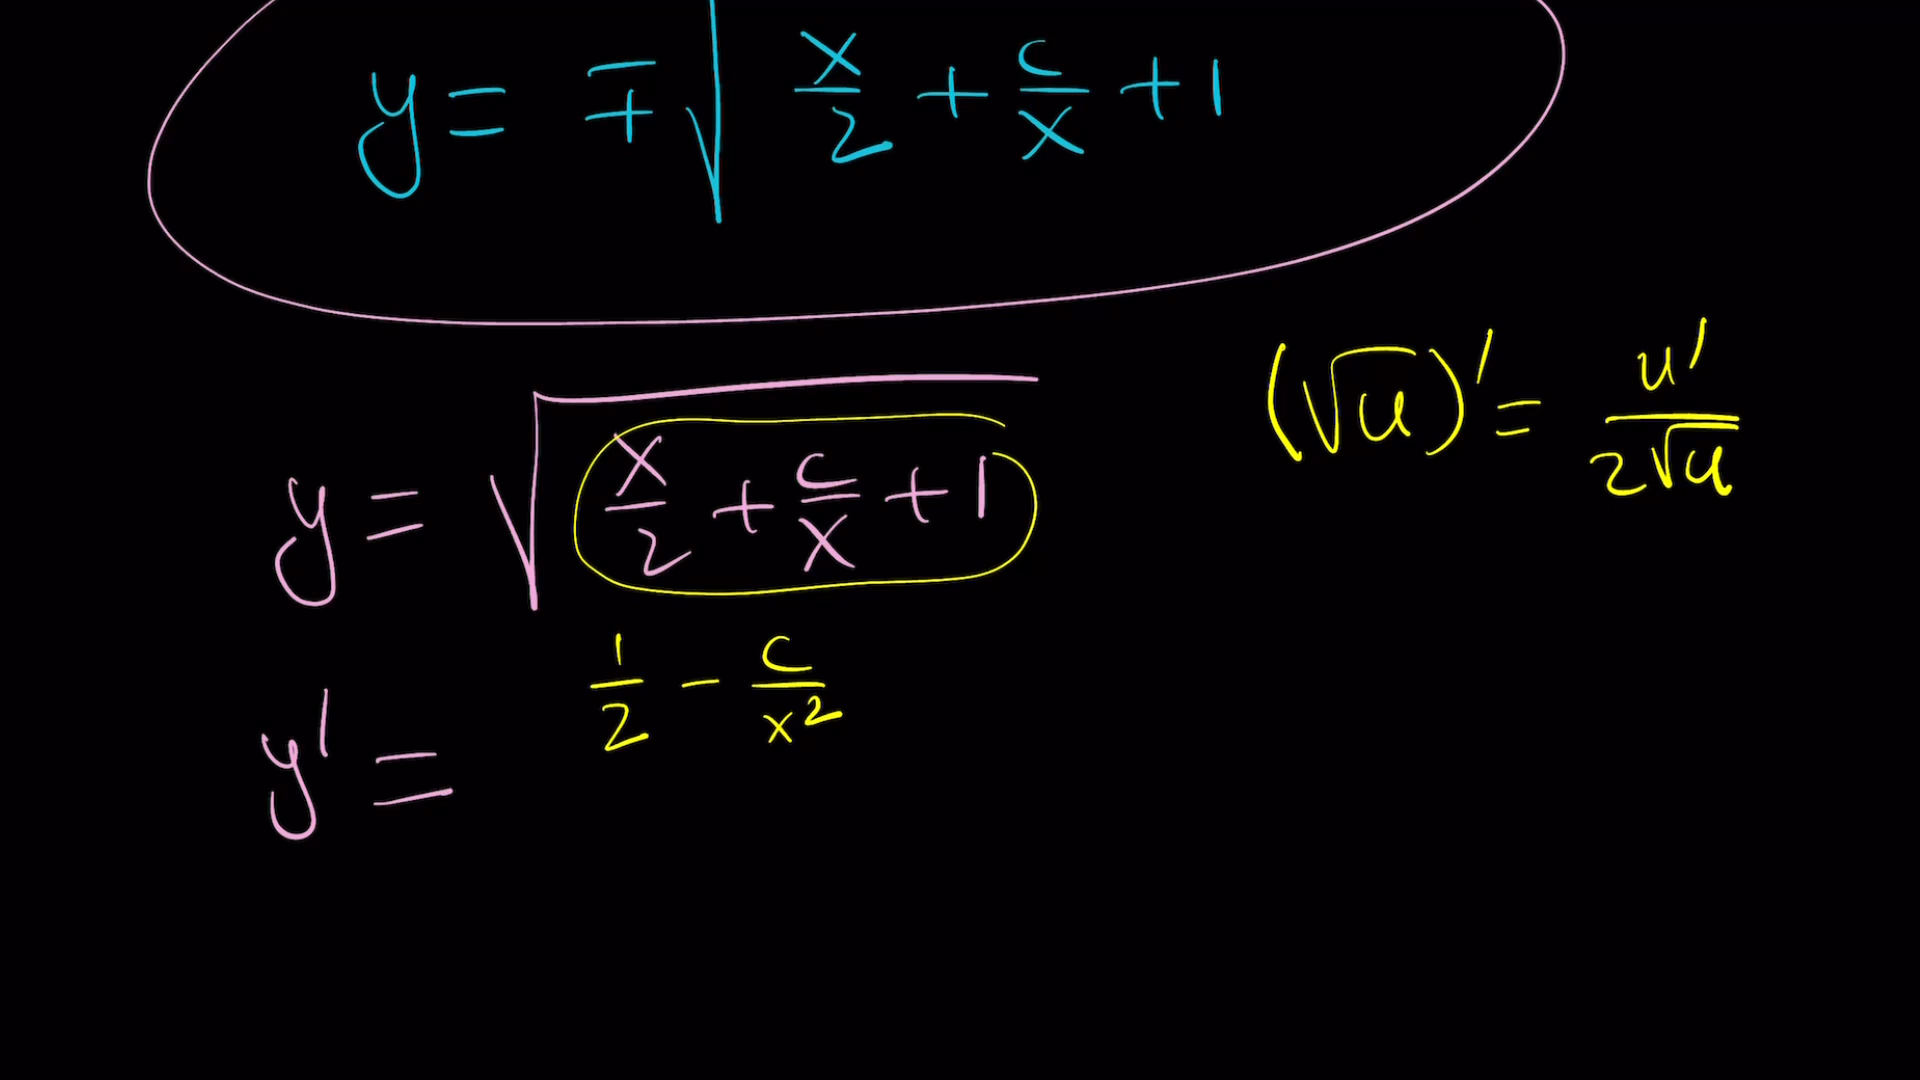 y = ∓√ x/2 + c/x + 1
(√u)' = u'/2√u
y = √(x/2 + c/x + 1)
1/2 - c/x²
y' =